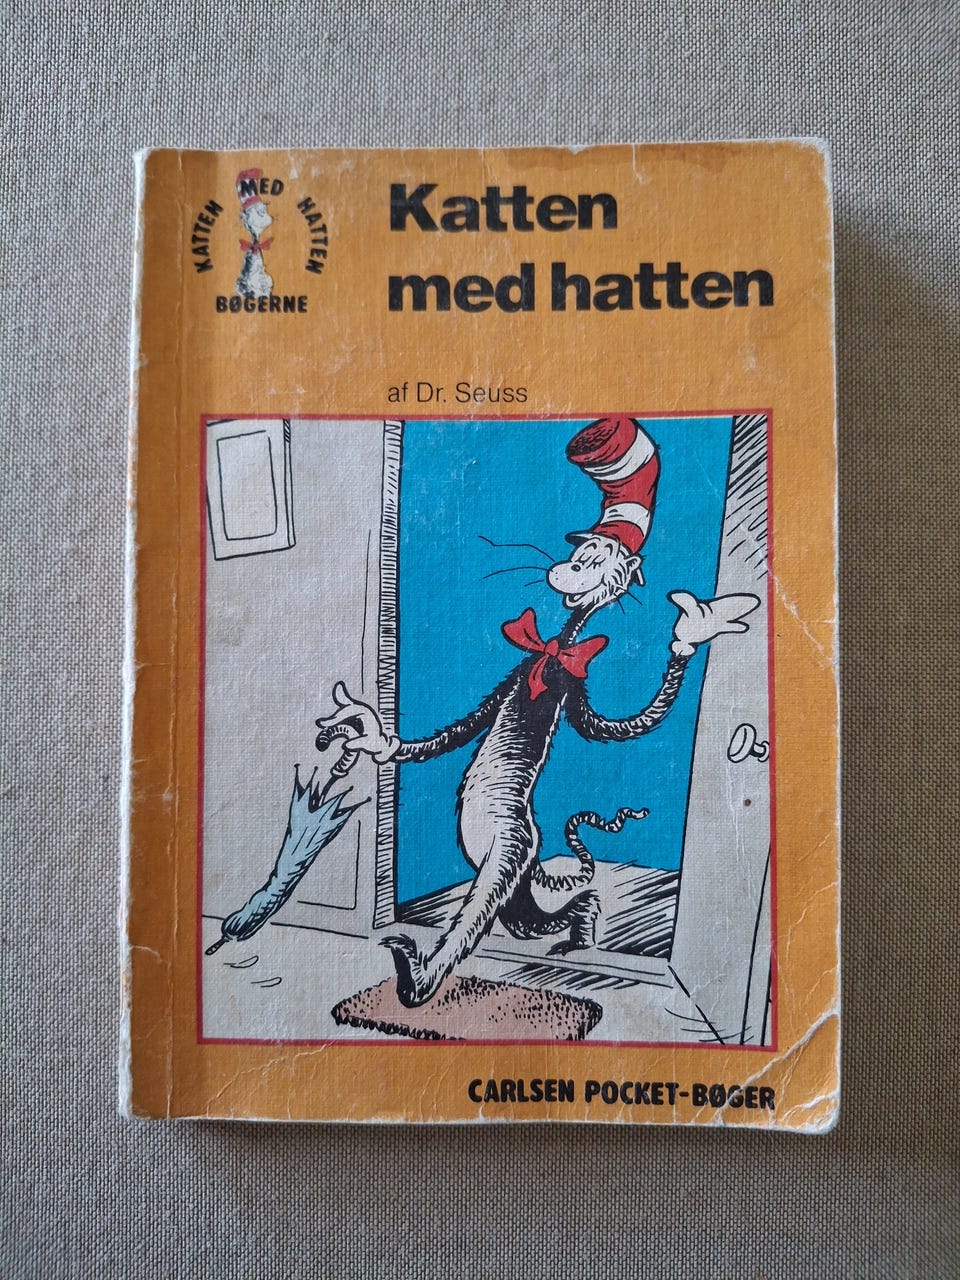 KATTEN MED HATTEN
BØGERNE
Katten
med hatten
af Dr. Seuss
CARLSEN POCKET-BØGER